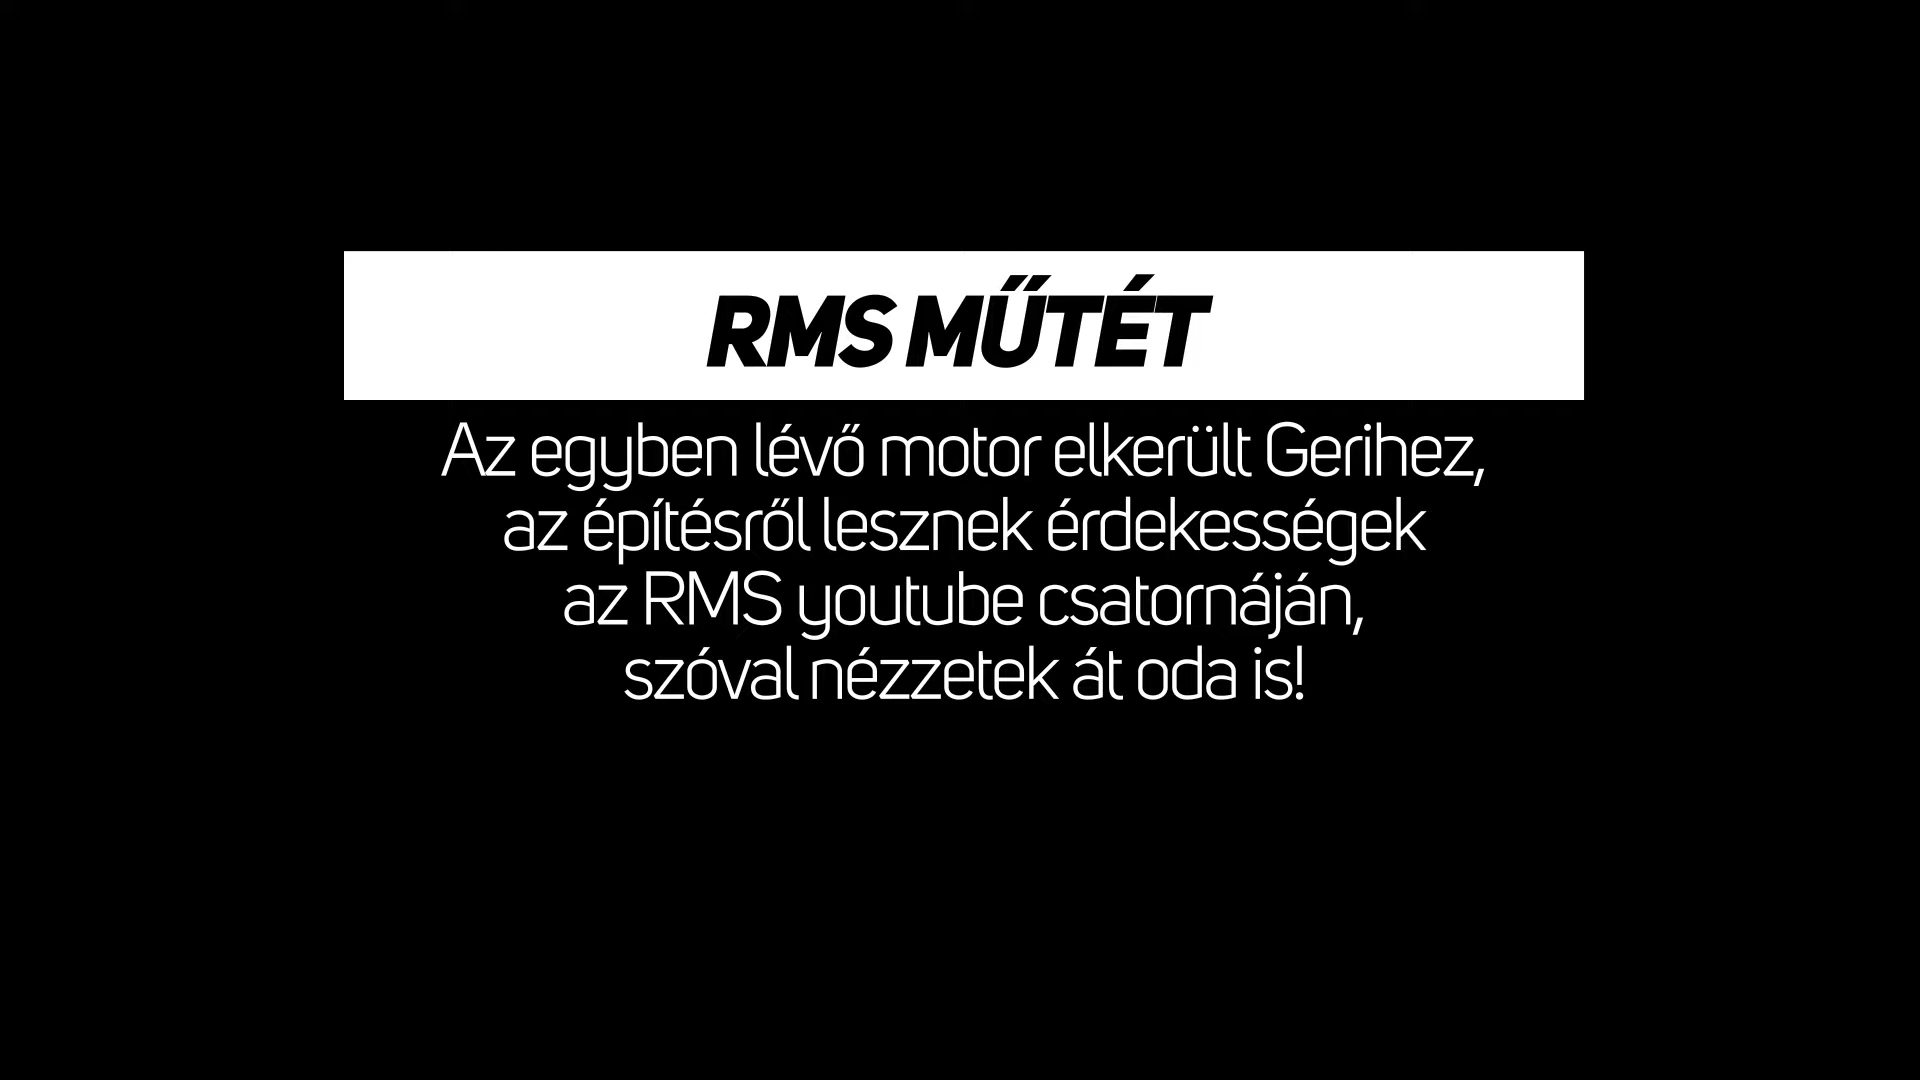 RMS MŰTÉT
Az egyben lévő motor elkerült Gerihez,
az építésről lesznek érdekességek
az RMS youtube csatornáján,
szóval nézzetek át oda is!